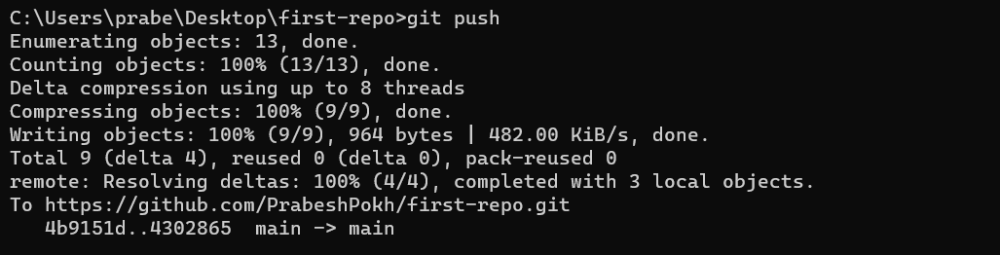 C:\Users\prabe\Desktop\first-repo>git push
Enumerating objects: 13, done.
Counting objects: 100% (13/13), done.
Delta compression using up to 8 threads
Compressing objects: 100% (9/9), done.
Writing objects: 100% (9/9), 964 bytes | 482.00 KiB/s, done.
Total 9 (delta 4), reused 0 (delta 0), pack-reused 0
remote: Resolving deltas: 100% (4/4), completed with 3 local objects.
To https://github.com/PrabeshPokh/first-repo.git
   4b9151d..4302865  main -> main